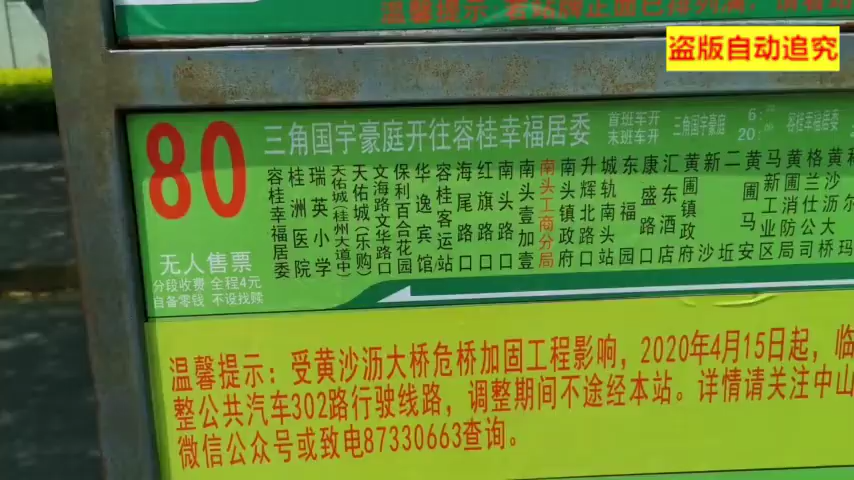 温馨提示
盗版自动追究
80
三角国宇豪庭开往容桂幸福居委
首班车开 三角国宇豪庭 6: 容桂幸福居委
末班车开 20:
容桂幸福居委
桂洲医院
瑞英小学
天佑城(桂州大道中)
天佑城(乐购)
文海路文华路口
保利百合花园
华逸宾馆
容桂客运站
海尾路口
红旗路口
南头路口
南头壹加壹
南头工商分局
南头镇政府
升辉北路
城轨南头站
东福园
康盛路口
汇东酒店
黄圃镇政府
新沙
二坵
黄圃马安
马新工业区
黄圃消防局
格兰仕公司
黄沙沥大桥
无人售票
分段收费 全程4元
自备零钱 不设找赎
温馨提示：受黄沙沥大桥危桥加固工程影响，2020年4月15日起，临
整公共汽车302路行驶线路，调整期间不途经本站。详情请关注中山
微信公众号或致电87330663查询。